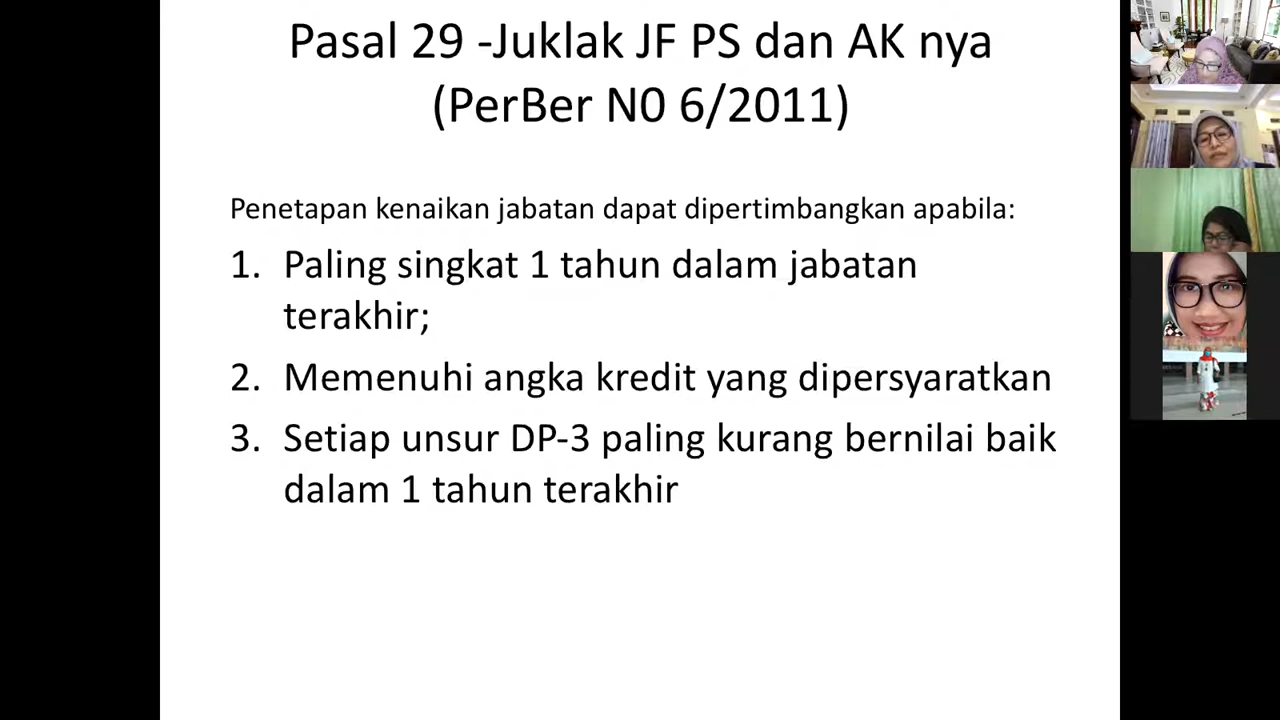 Pasal 29 -Juklak JF PS dan AK nya
(PerBer N0 6/2011)
Penetapan kenaikan jabatan dapat dipertimbangkan apabila:
1. Paling singkat 1 tahun dalam jabatan
terakhir;
2. Memenuhi angka kredit yang dipersyaratkan
3. Setiap unsur DP-3 paling kurang bernilai baik
dalam 1 tahun terakhir